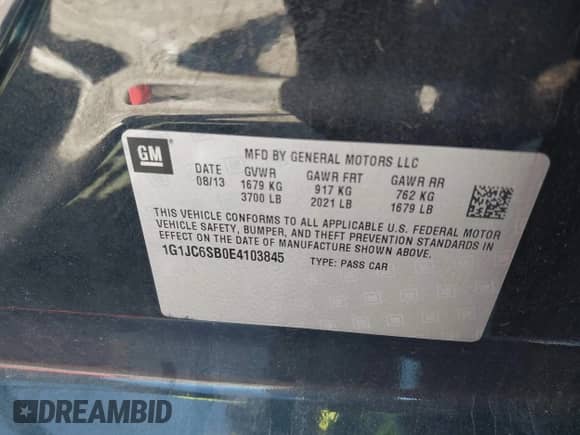 GM
MFD BY GENERAL MOTORS LLC
DATE GVWR GAWR FRT GAWR RR
08/13 1679 KG 917 KG 762 KG
3700 LB 2021 LB 1679 LB
THIS VEHICLE CONFORMS TO ALL APPLICABLE U.S. FEDERAL MOTOR
VEHICLE SAFETY, BUMPER, AND THEFT PREVENTION STANDARDS IN
EFFECT ON THE DATE OF MANUFACTURE SHOWN ABOVE.
1G1JC6SB0E4103845 TYPE: PASS CAR
DREAMBID